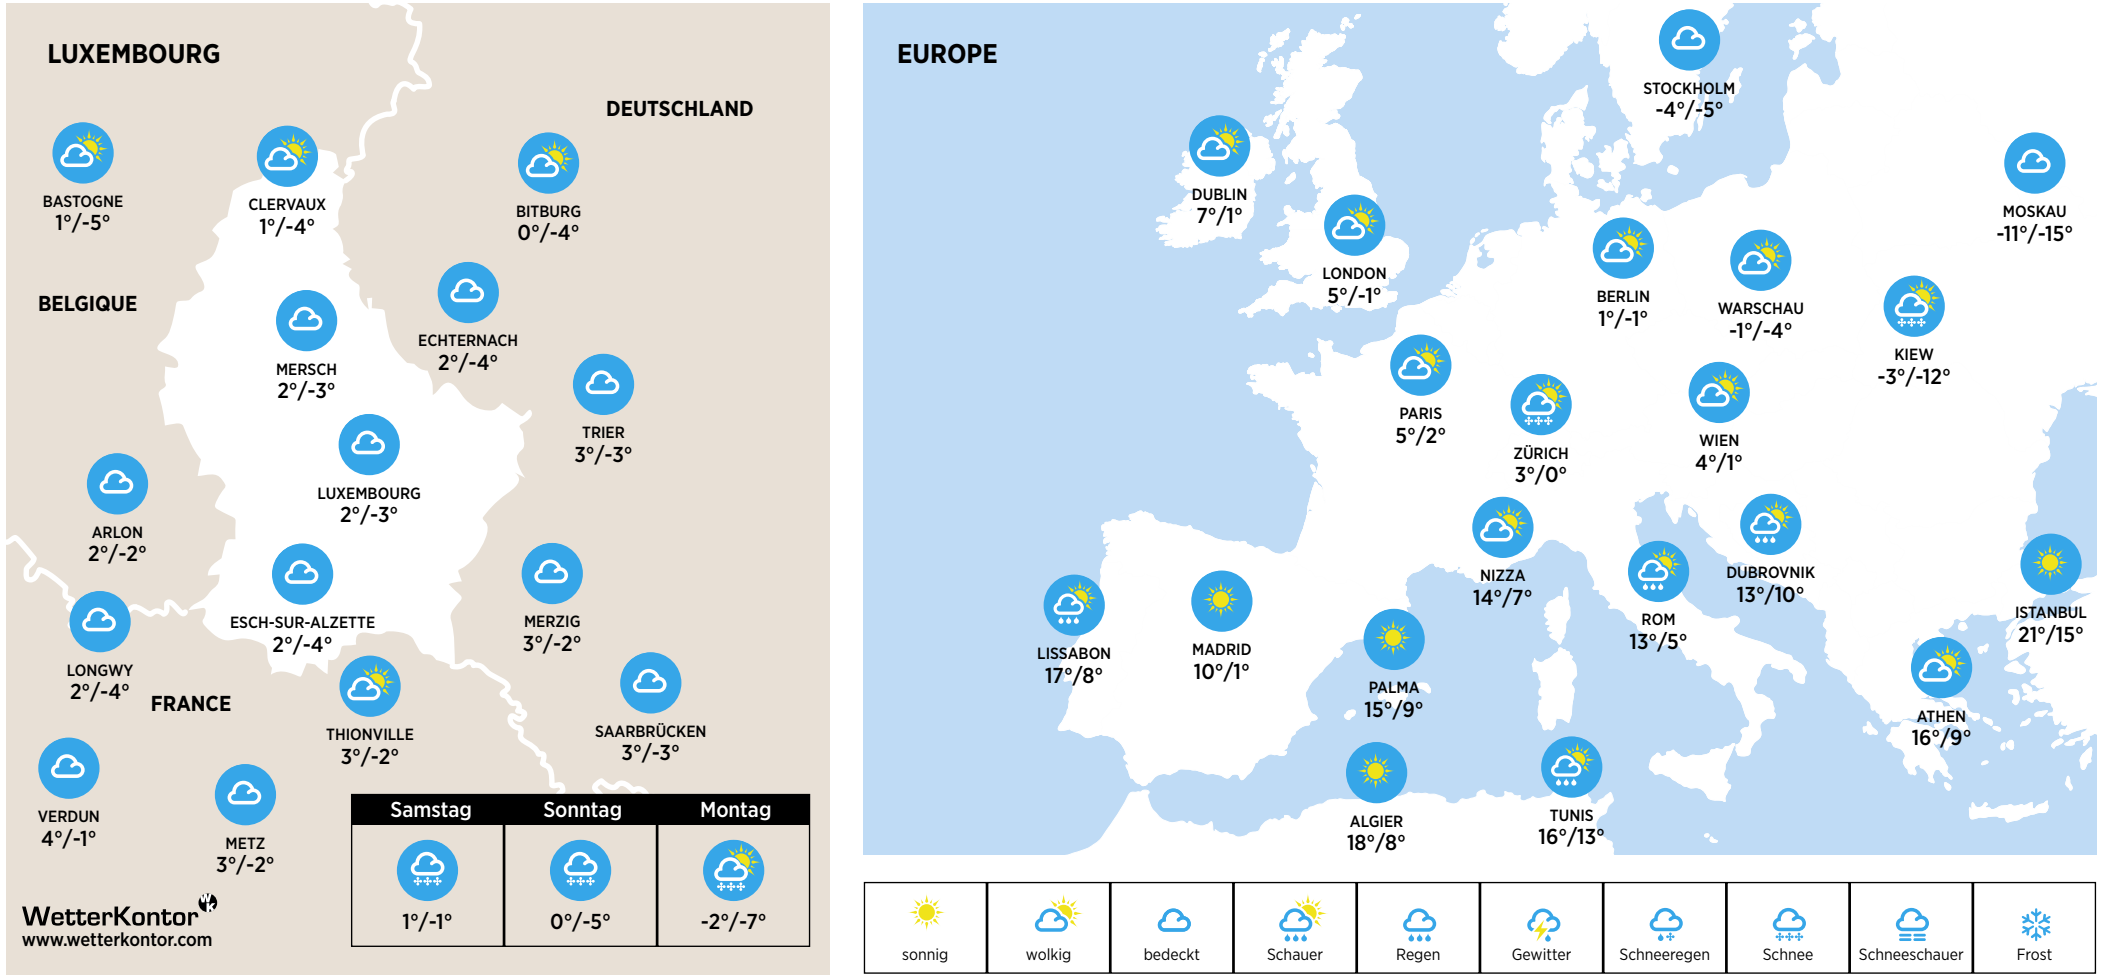 LUXEMBOURG
DEUTSCHLAND
BASTOGNE
1°/-5°
CLERVAUX
1°/-4°
BITBURG
0°/-4°
BELGIQUE
MERSCH
2°/-3°
ECHTERNACH
2°/-4°
TRIER
3°/-3°
LUXEMBOURG
2°/-3°
ARLON
2°/-2°
ESCH-SUR-ALZETTE
2°/-4°
MERZIG
3°/-2°
LONGWY
2°/-4°
FRANCE
THIONVILLE
3°/-2°
SAARBRÜCKEN
3°/-3°
VERDUN
4°/-1°
METZ
3°/-2°
Samstag Sonntag Montag
1°/-1° 0°/-5° -2°/-7°
WetterKontor WK
www.wetterkontor.com
EUROPE
STOCKHOLM
-4°/-5°
DUBLIN
7°/1°
MOSKAU
-11°/-15°
LONDON
5°/-1°
BERLIN
1°/-1°
WARSCHAU
-1°/-4°
KIEW
-3°/-12°
PARIS
5°/2°
ZÜRICH
3°/0°
WIEN
4°/1°
NIZZA
14°/7°
DUBROVNIK
13°/10°
ROM
13°/5°
ISTANBUL
21°/15°
LISSABON
17°/8°
MADRID
10°/1°
PALMA
15°/9°
ATHEN
16°/9°
ALGIER
18°/8°
TUNIS
16°/13°
sonnig wolkig bedeckt Schauer Regen Gewitter Schneeregen Schnee Schneeschauer Frost